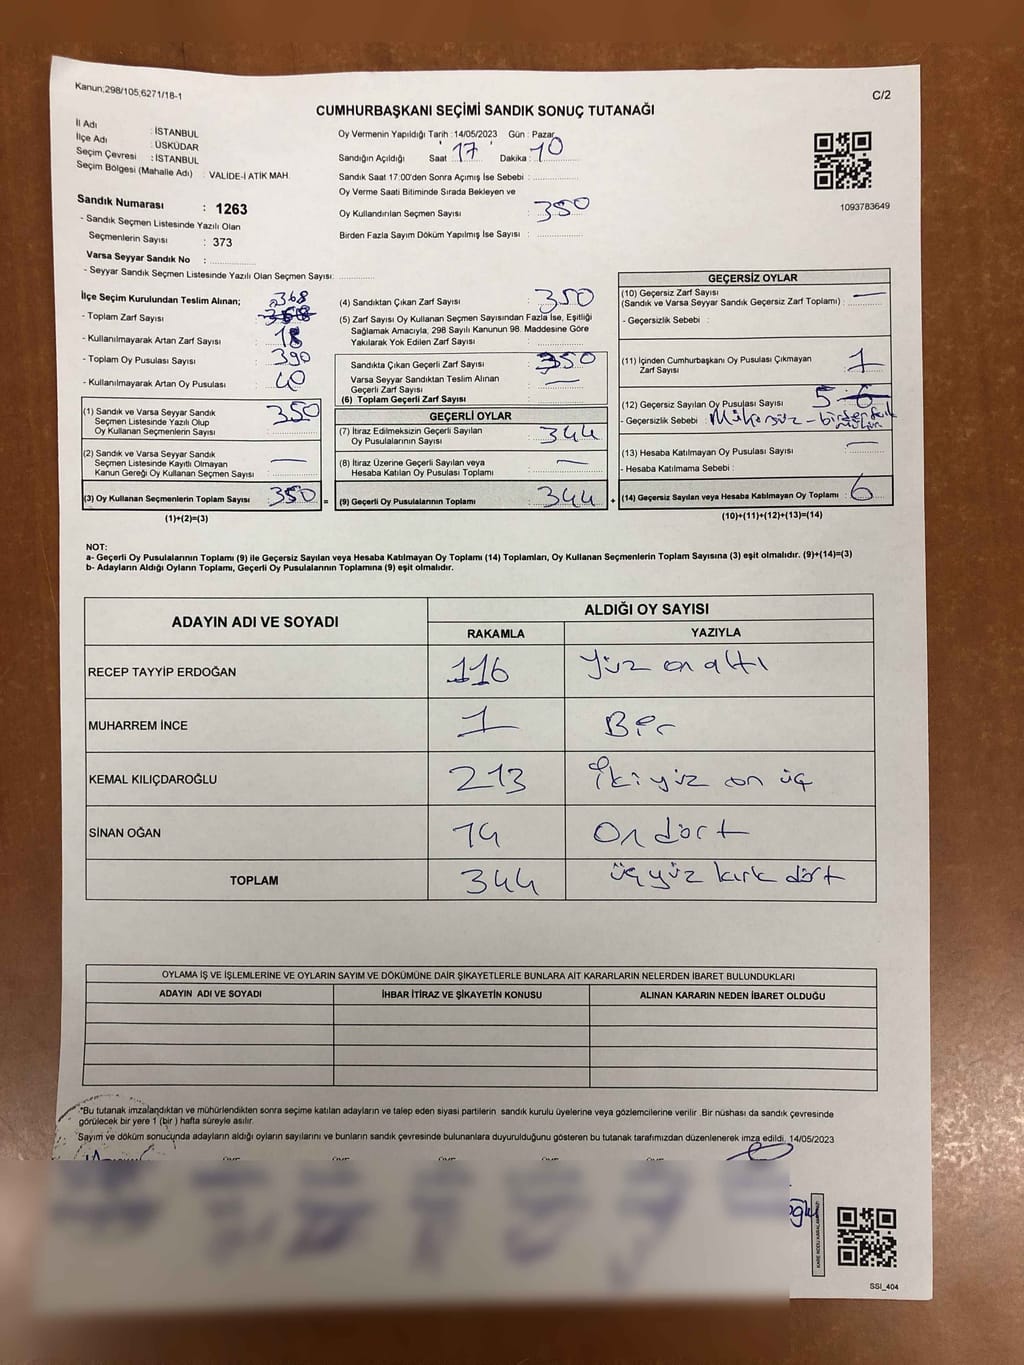 Kanun;298/105,6271/18-1
C/2
CUMHURBAŞKANI SEÇİMİ SANDIK SONUÇ TUTANAĞI
İl Adı : İSTANBUL
İlçe Adı : ÜSKÜDAR
Seçim Çevresi : İSTANBUL
Seçim Bölgesi (Mahalle Adı) : VALİDE-İ ATİK MAH.
Oy Vermenin Yapıldığı Tarih : 14/05/2023 Gün : Pazar
Sandığın Açıldığı Saat : 17 Dakika : 10
Sandık Saat 17:00'den Sonra Açılmış İse Sebebi :
Oy Verme Saati Bitiminde Sırada Bekleyen ve
Oy Kullandırılan Seçmen Sayısı : 350
Birden Fazla Sayım Döküm Yapılmış İse Sayısı :
1093783649
Sandık Numarası : 1263
- Sandık Seçmen Listesinde Yazılı Olan
Seçmenlerin Sayısı : 373
Varsa Seyyar Sandık No :
- Seyyar Sandık Seçmen Listesinde Yazılı Olan Seçmen Sayısı:
İlçe Seçim Kurulundan Teslim Alınan; 368
- Toplam Zarf Sayısı
- Kullanılmayarak Artan Zarf Sayısı : 18
- Toplam Oy Pusulası Sayısı : 390
- Kullanılmayarak Artan Oy Pusulası : 40
(1) Sandık ve Varsa Seyyar Sandık
Seçmen Listesinde Yazılı Olup
Oy Kullanan Seçmenlerin Sayısı : 350
(2) Sandık ve Varsa Seyyar Sandık
Seçmen Listesinde Kayıtlı Olmayan
Kanun Gereği Oy Kullanan Seçmen Sayısı : —
(3) Oy Kullanan Seçmenlerin Toplam Sayısı : 350 =
(1)+(2)=(3)
(4) Sandıktan Çıkan Zarf Sayısı : 350
(5) Zarf Sayısı Oy Kullanan Seçmen Sayısından Fazla İse, Eşitliği
Sağlamak Amacıyla; 298 Sayılı Kanunun 98. Maddesine Göre
Yakılarak Yok Edilen Zarf Sayısı :
Sandıkta Çıkan Geçerli Zarf Sayısı : 350
Varsa Seyyar Sandıktan Teslim Alınan
Geçerli Zarf Sayısı : —
(6) Toplam Geçerli Zarf Sayısı :
GEÇERLİ OYLAR
(7) İtiraz Edilmeksizin Geçerli Sayılan
Oy Pusulalarının Sayısı : 344
(8) İtiraz Üzerine Geçerli Sayılan veya
Hesaba Katılan Oy Pusulası Toplamı : —
(9) Geçerli Oy Pusulalarının Toplamı : 344 +
GEÇERSİZ OYLAR
(10) Geçersiz Zarf Sayısı
(Sandık ve Varsa Seyyar Sandık Geçersiz Zarf Toplamı) : —
- Geçersizlik Sebebi :
(11) İçinden Cumhurbaşkanı Oy Pusulası Çıkmayan
Zarf Sayısı : 1
(12) Geçersiz Sayılan Oy Pusulası Sayısı : 5 6
- Geçersizlik Sebebi : Mühürsüz - birden fazla mühür
(13) Hesaba Katılmayan Oy Pusulası Sayısı : —
- Hesaba Katılmama Sebebi :
(14) Geçersiz Sayılan veya Hesaba Katılmayan Oy Toplamı : 6
(10)+(11)+(12)+(13)=(14)
NOT:
a- Geçerli Oy Pusulalarının Toplamı (9) ile Geçersiz Sayılan veya Hesaba Katılmayan Oy Toplamı (14) Toplamları, Oy Kullanan Seçmenlerin Toplam Sayısına (3) eşit olmalıdır. (9)+(14)=(3)
b- Adayların Aldığı Oyların Toplamı, Geçerli Oy Pusulalarının Toplamına (9) eşit olmalıdır.
ADAYIN ADI VE SOYADI ALDIĞI OY SAYISI
RAKAMLA YAZIYLA
RECEP TAYYİP ERDOĞAN 116 Yüz on altı
MUHARREM İNCE 1 Bir
KEMAL KILIÇDAROĞLU 213 İki yüz on üç
SİNAN OĞAN 14 On dört
TOPLAM 344 üçyüz kırk dört
OYLAMA İŞ VE İŞLEMLERİNE VE OYLARIN SAYIM VE DÖKÜMÜNE DAİR ŞİKAYETLERLE BUNLARA AİT KARARLARIN NELERDEN İBARET BULUNDUKLARI
ADAYIN ADI VE SOYADI İHBAR İTİRAZ VE ŞİKAYETİN KONUSU ALINAN KARARIN NEDEN İBARET OLDUĞU
*Bu tutanak imzalandıktan ve mühürlendikten sonra seçime katılan adayların ve talep eden siyasi partilerin sandık kurulu üyelerine veya gözlemcilerine verilir .Bir nüshası da sandık çevresinde
görülecek bir yere 1 (bir ) hafta süreyle asılır.
Sayım ve döküm sonucunda adayların aldığı oyların sayılarını ve bunların sandık çevresinde bulunanlara duyurulduğunu gösteren bu tutanak tarafımızdan düzenlenerek imza edildi. 14/05/2023
SSI_404